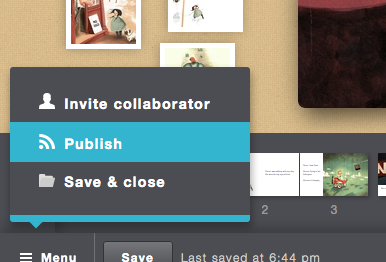 Invite collaborator
Publish
Save & close
2
3
Menu
Save
Last saved at 6:44 pm